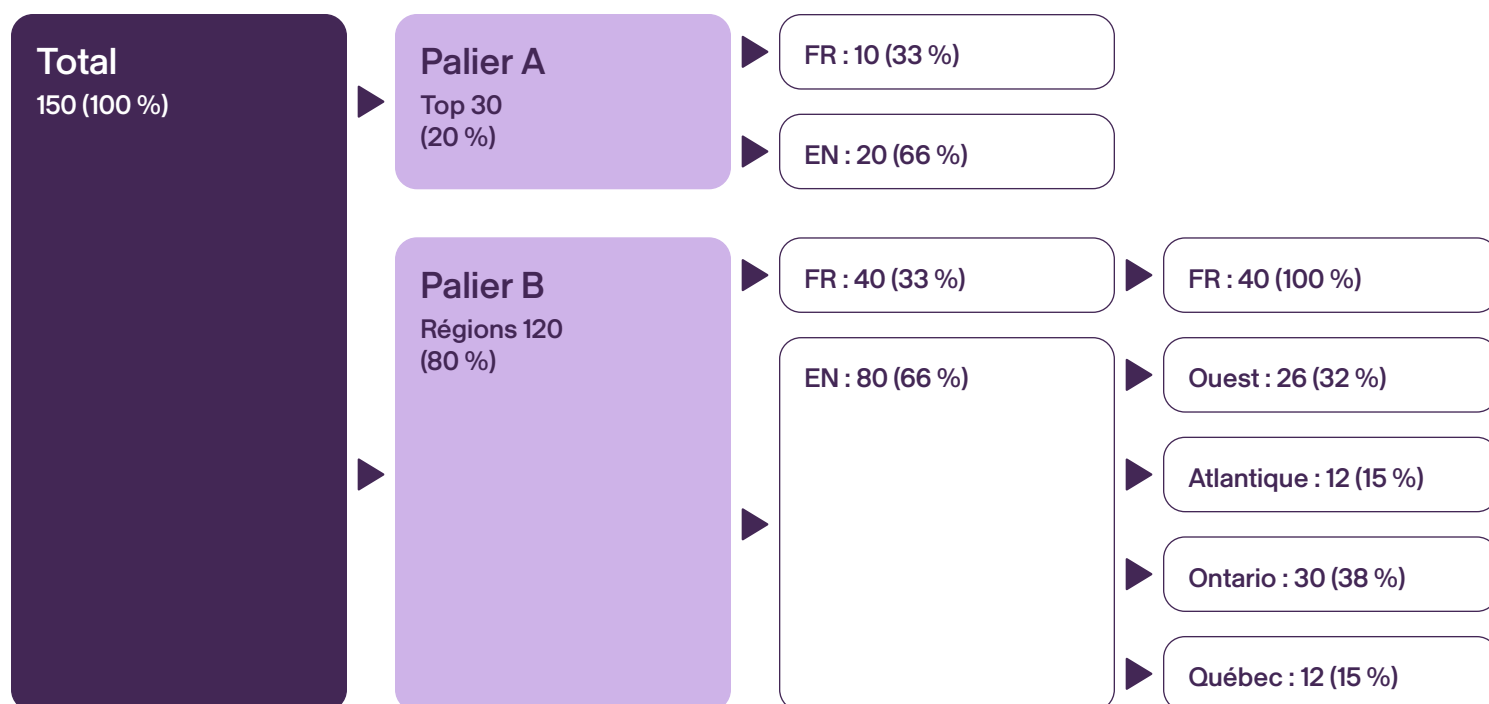 Total
150 (100 %)
Palier A
Top 30
(20 %)
FR : 10 (33 %)
EN : 20 (66 %)
Palier B
Régions 120
(80 %)
FR : 40 (33 %)
FR : 40 (100 %)
EN : 80 (66 %)
Ouest : 26 (32 %)
Atlantique : 12 (15 %)
Ontario : 30 (38 %)
Québec : 12 (15 %)